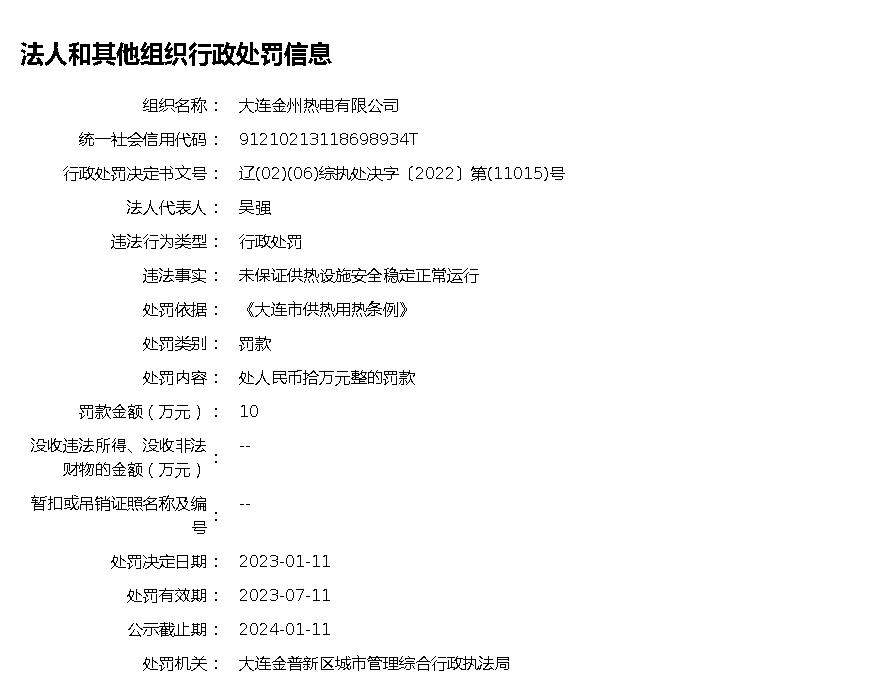 法人和其他组织行政处罚信息
组织名称： 大连金州热电有限公司
统一社会信用代码： 91210213118698934T
行政处罚决定书文号： 辽(02)(06)综执处决字〔2022〕第(11015)号
法人代表人： 吴强
违法行为类型： 行政处罚
违法事实： 未保证供热设施安全稳定正常运行
处罚依据： 《大连市供热用热条例》
处罚类别： 罚款
处罚内容： 处人民币拾万元整的罚款
罚款金额（万元）： 10
没收违法所得、没收非法
财物的金额（万元）： --
暂扣或吊销证照名称及编
号： --
处罚决定日期： 2023-01-11
处罚有效期： 2023-07-11
公示截止期： 2024-01-11
处罚机关： 大连金普新区城市管理综合行政执法局